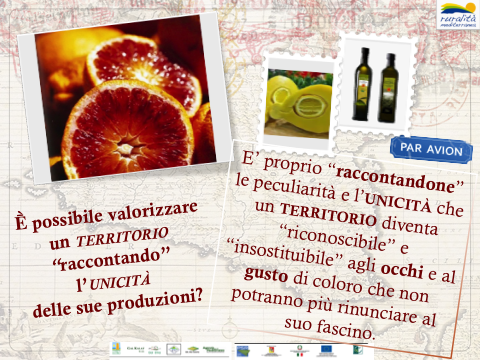 ruralità
mediterranea
PAR AVION
È possibile valorizzare
un TERRITORIO
“raccontando”
l’UNICITÀ
delle sue produzioni?
E’ proprio “raccontandone”
le peculiarità e l’UNICITÀ che
un TERRITORIO diventa
“riconoscibile” e
“insostituibile” agli occhi e al
gusto di coloro che non
potranno più rinunciare al
suo fascino.